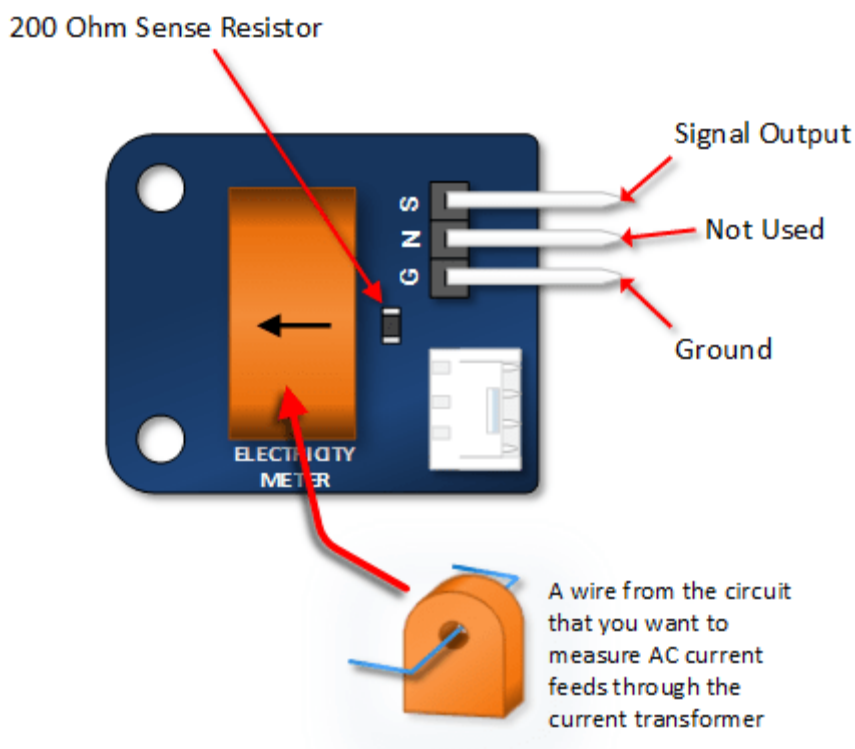 200 Ohm Sense Resistor
Signal Output
S
Not Used
N
G
Ground
ELECTRICITY
METER
A wire from the circuit
that you want to
measure AC current
feeds through the
current transformer